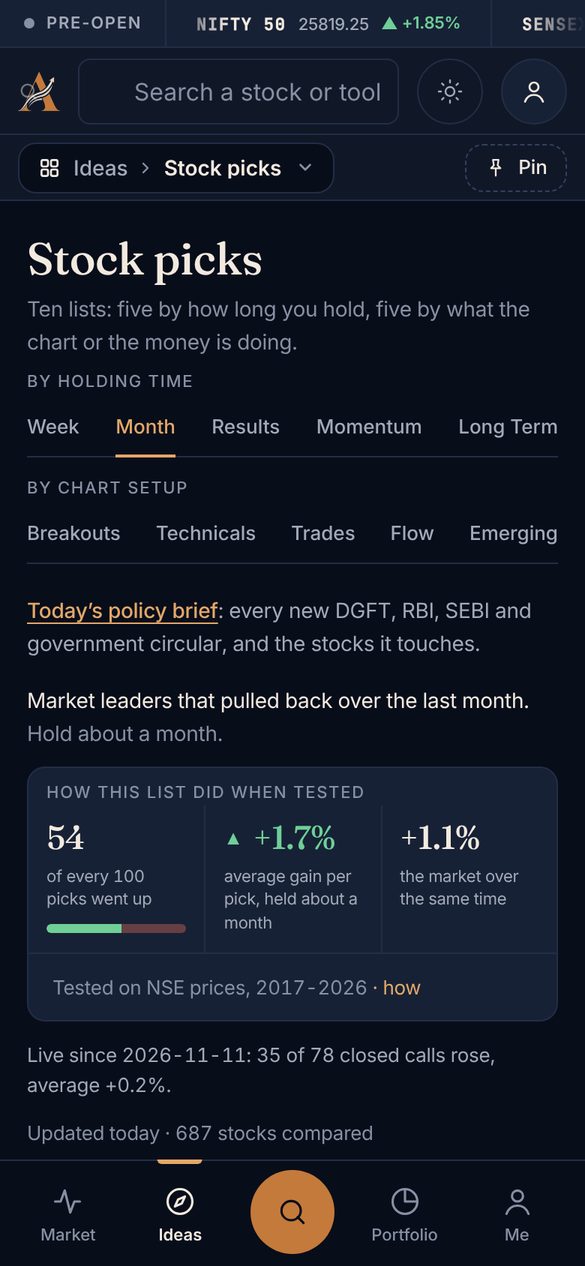 PRE-OPEN NIFTY 50 25819.25 ▲ +1.85% SENSEX
Search a stock or tool
Ideas > Stock picks Pin
Stock picks
Ten lists: five by how long you hold, five by what the
chart or the money is doing.
BY HOLDING TIME
Week Month Results Momentum Long Term
BY CHART SETUP
Breakouts Technicals Trades Flow Emerging
Today’s policy brief: every new DGFT, RBI, SEBI and
government circular, and the stocks it touches.
Market leaders that pulled back over the last month.
Hold about a month.
HOW THIS LIST DID WHEN TESTED
54 ▲ +1.7% +1.1%
of every 100 average gain per the market over
picks went up pick, held about a the same time
month
Tested on NSE prices, 2017-2026 · how
Live since 2026-11-11: 35 of 78 closed calls rose,
average +0.2%.
Updated today · 687 stocks compared
Market Ideas Portfolio Me